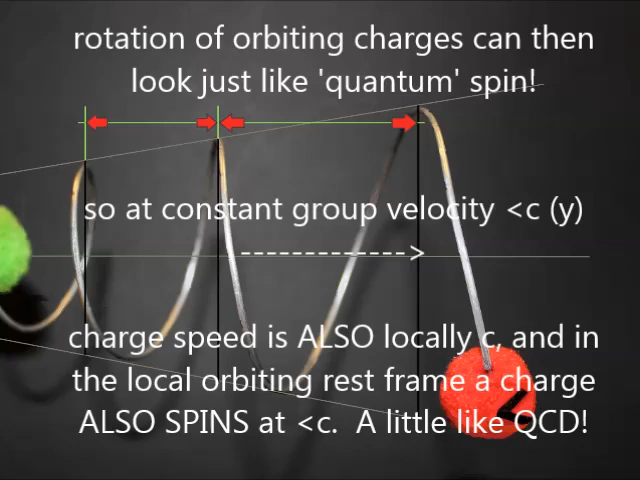 rotation of orbiting charges can then
look just like 'quantum' spin!
so at constant group velocity <c (y)
------------->
charge speed is ALSO locally c, and in
the local orbiting rest frame a charge
ALSO SPINS at <c.  A little like QCD!